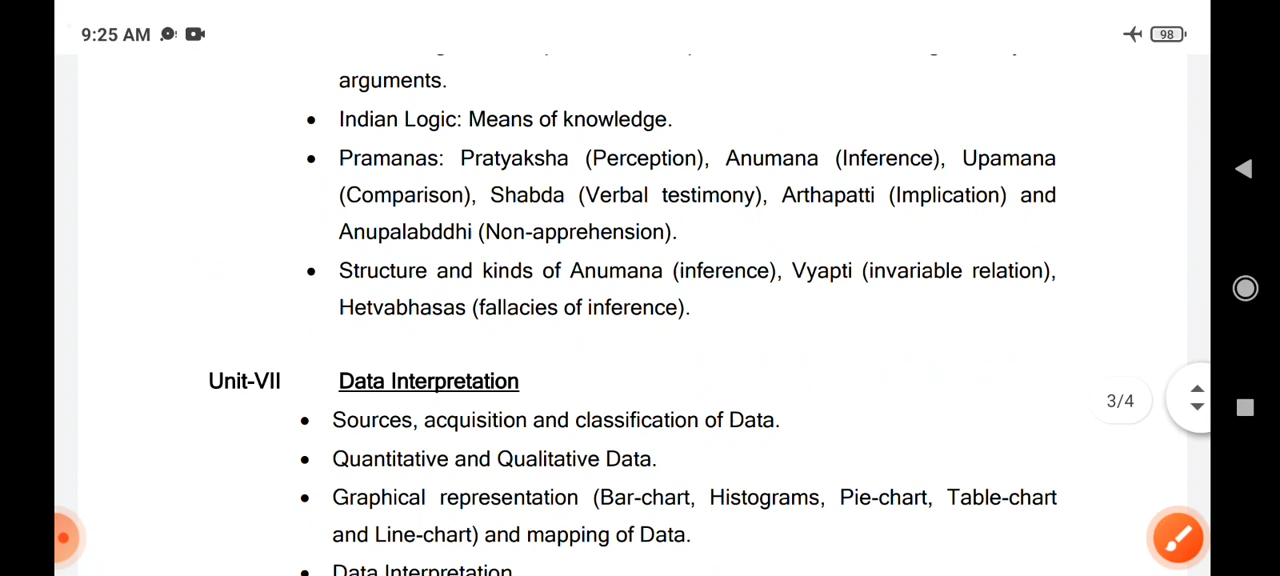 9:25 AM
98
arguments.
• Indian Logic: Means of knowledge.
• Pramanas: Pratyaksha (Perception), Anumana (Inference), Upamana
(Comparison), Shabda (Verbal testimony), Arthapatti (Implication) and
Anupalabddhi (Non-apprehension).
• Structure and kinds of Anumana (inference), Vyapti (invariable relation),
Hetvabhasas (fallacies of inference).
Unit-VII Data Interpretation
3/4
• Sources, acquisition and classification of Data.
• Quantitative and Qualitative Data.
• Graphical representation (Bar-chart, Histograms, Pie-chart, Table-chart
and Line-chart) and mapping of Data.
• Data Interpretation